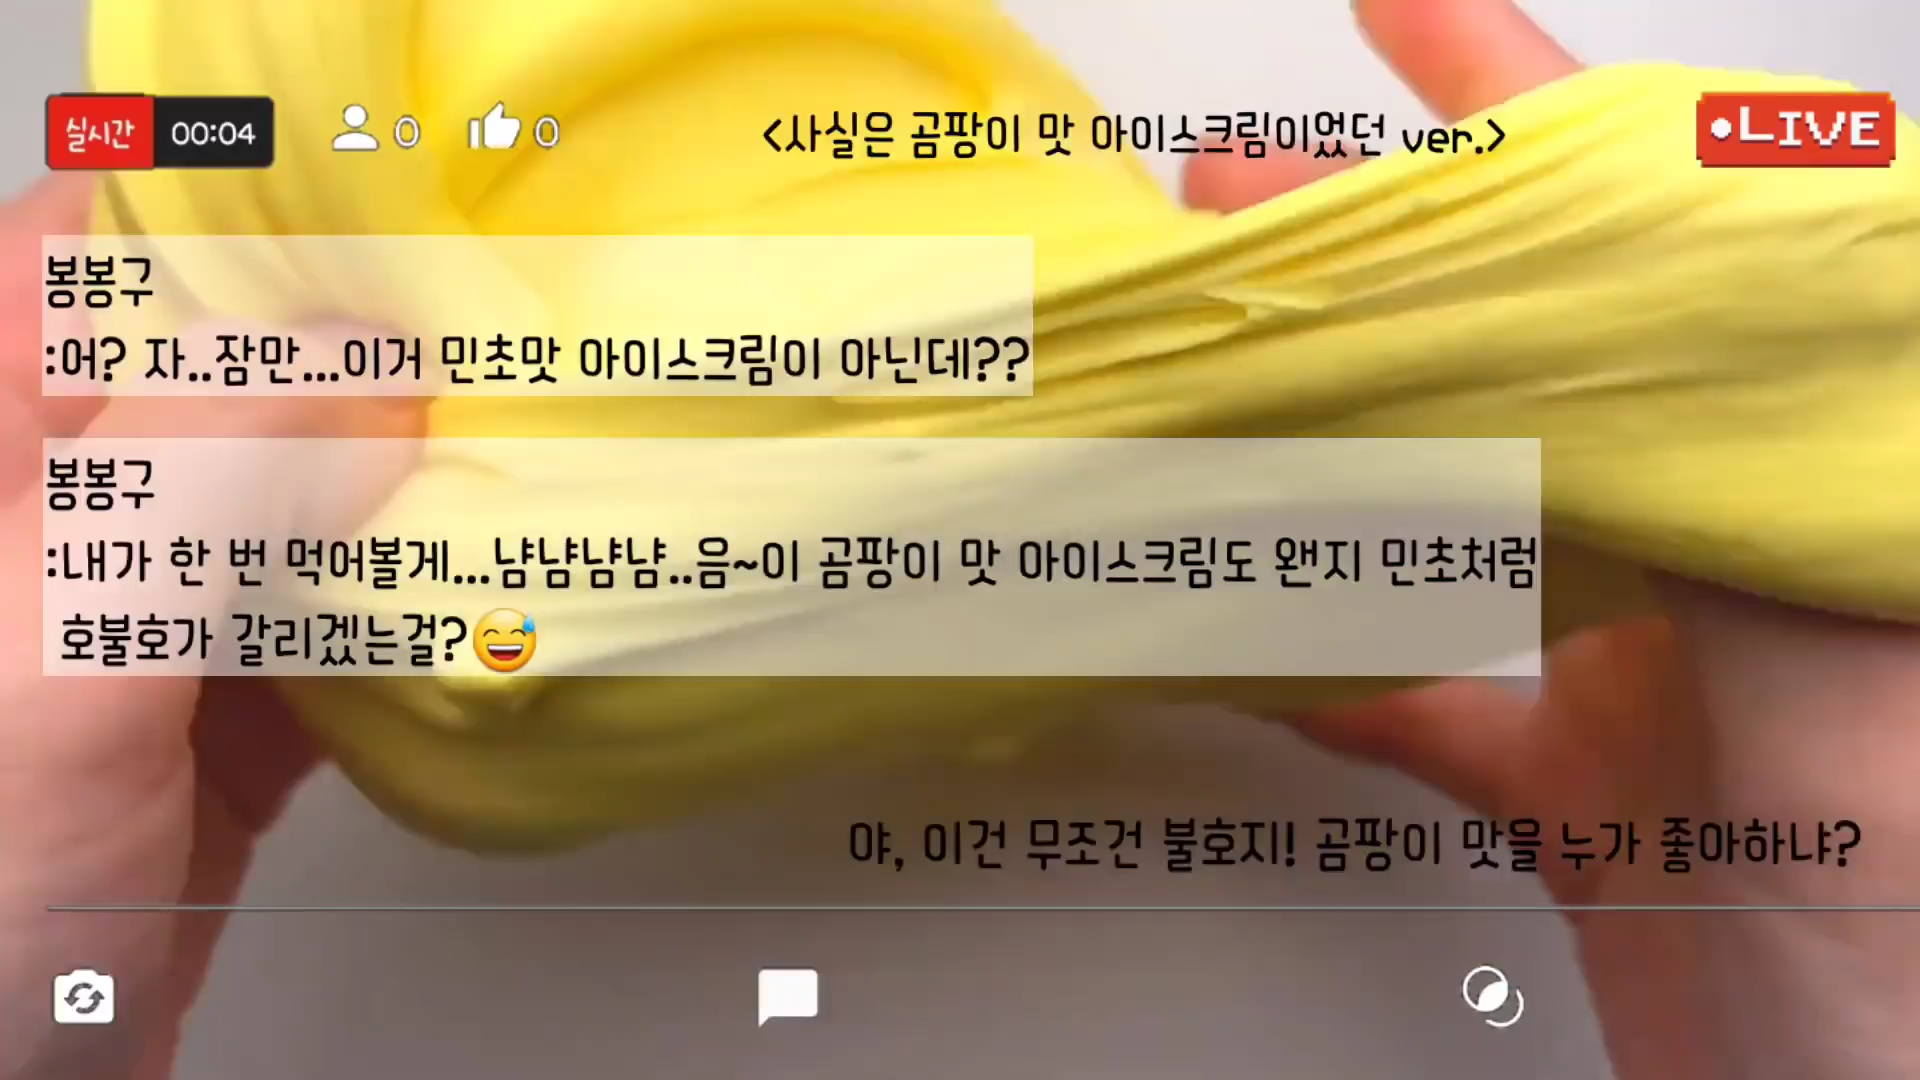 실시간 00:04 0 0 <사실은 곰팡이 맛 아이스크림이었던 ver.> LIVE
봉봉구
:어? 자..잠만...이거 민초맛 아이스크림이 아닌데??
봉봉구
:내가 한 번 먹어볼게...냠냠냠냠..음~이 곰팡이 맛 아이스크림도 왠지 민초처럼
호불호가 갈리겠는걸?😅
야, 이건 무조건 불호지! 곰팡이 맛을 누가 좋아하냐?